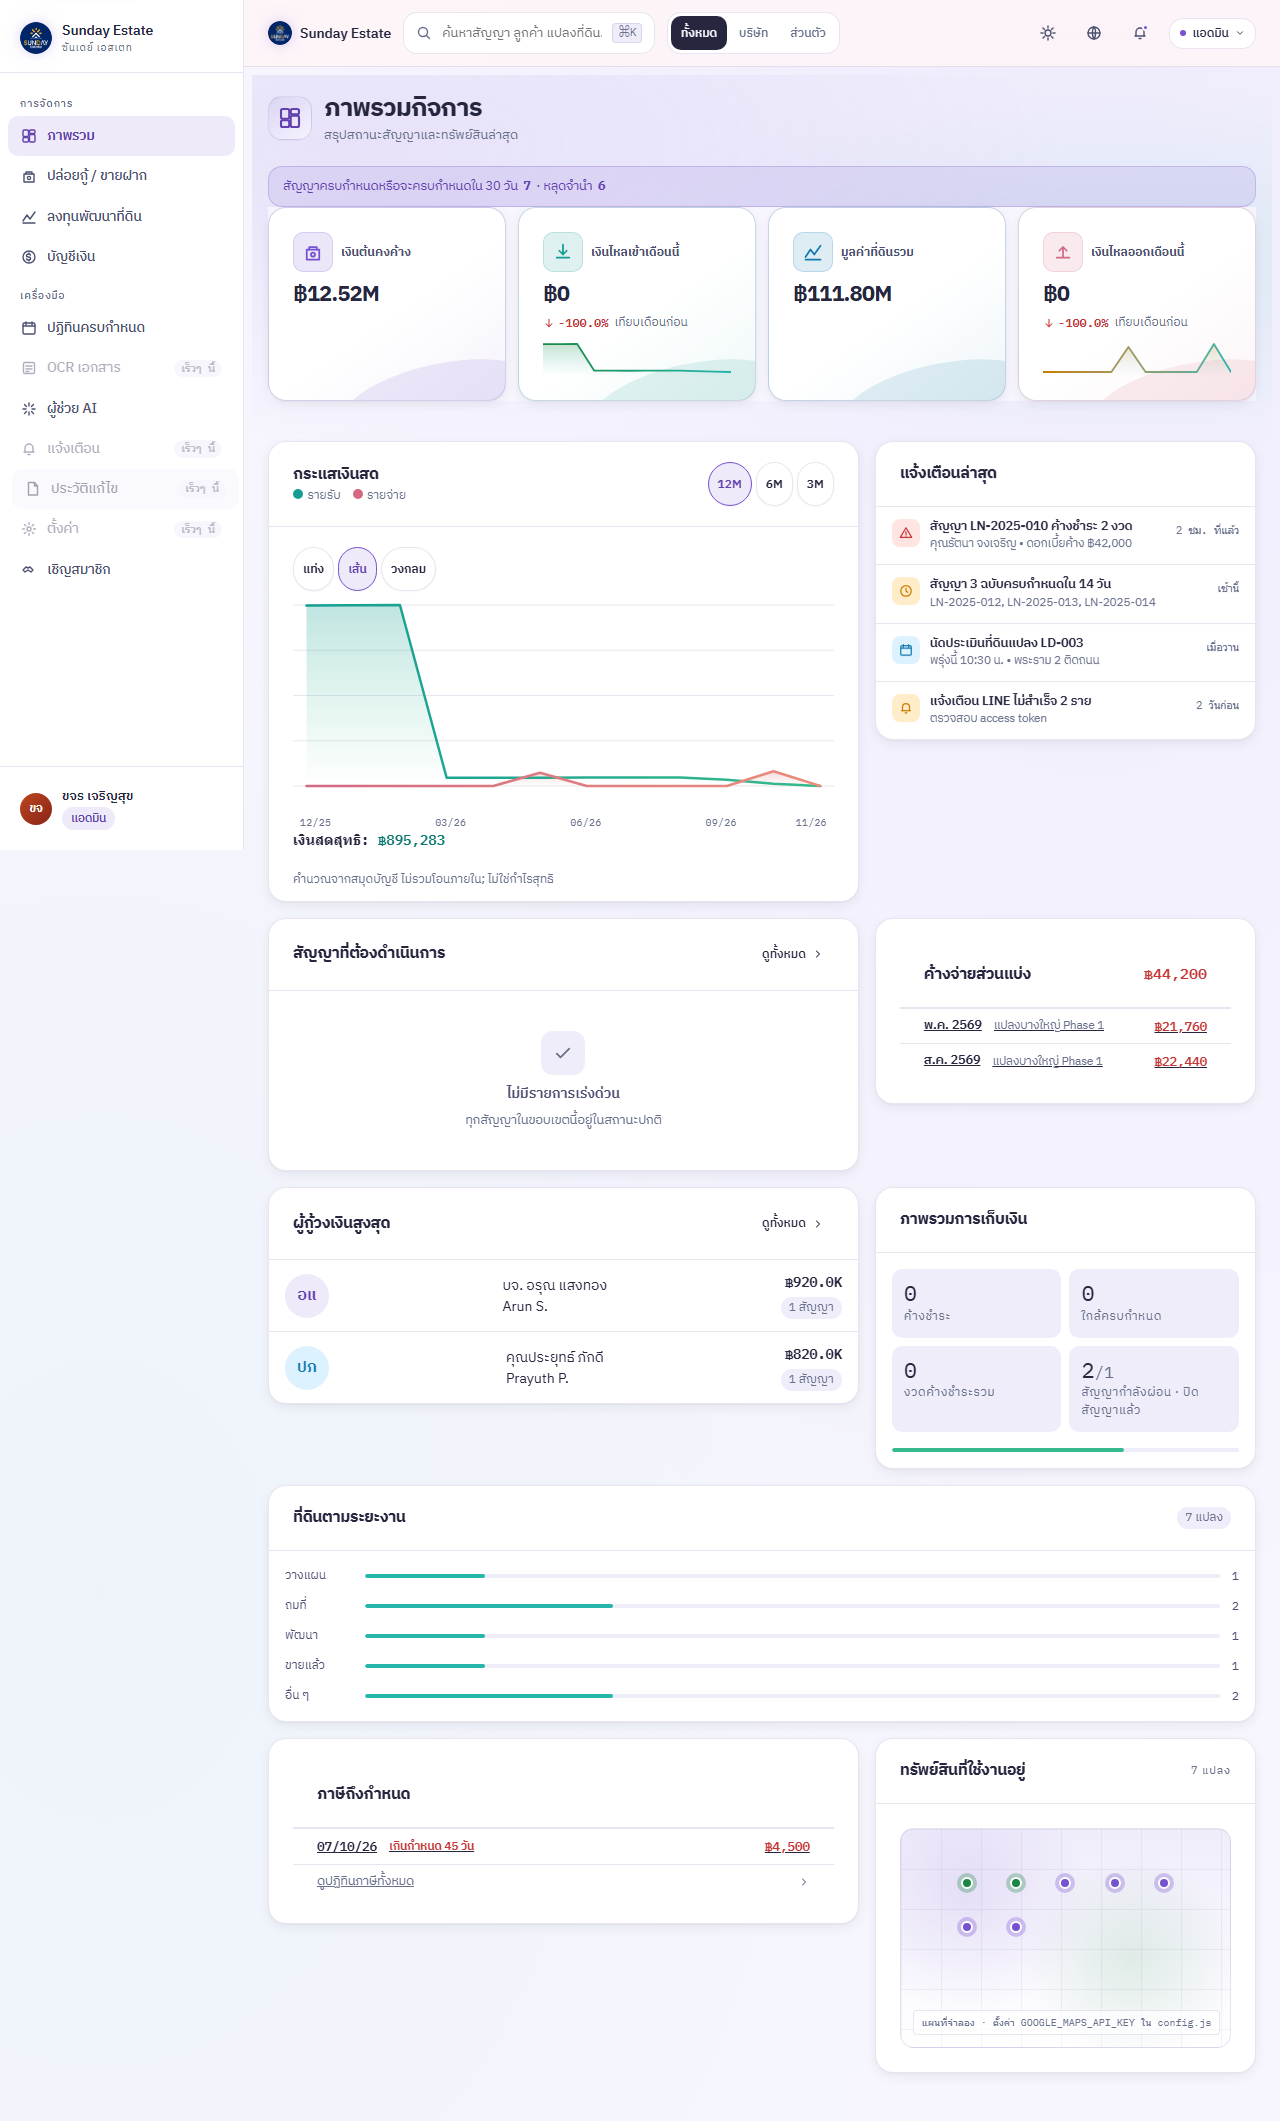 Sunday Estate
ซันเดย์ เอสเตท
การจัดการ
ภาพรวม
ปล่อยกู้ / ขายฝาก
ลงทุนพัฒนาที่ดิน
บัญชีเงิน
เครื่องมือ
ปฏิทินครบกำหนด
OCR เอกสาร เร็วๆ นี้
ผู้ช่วย AI
แจ้งเตือน เร็วๆ นี้
ประวัติแก้ไข เร็วๆ นี้
ตั้งค่า เร็วๆ นี้
เชิญสมาชิก
ขจ
ขจร เจริญสุข
แอดมิน
Sunday Estate
ค้นหาสัญญา ลูกค้า แปลงที่ดิน.
⌘K
ทั้งหมด บริษัท ส่วนตัว
แอดมิน
ภาพรวมกิจการ
สรุปสถานะสัญญาและทรัพย์สินล่าสุด
สัญญาครบกำหนดหรือจะครบกำหนดใน 30 วัน 7 · หลุดจำนำ 6
เงินต้นคงค้าง
฿12.52M
เงินไหลเข้าเดือนนี้
฿0
↓ -100.0% เทียบเดือนก่อน
มูลค่าที่ดินรวม
฿111.80M
เงินไหลออกเดือนนี้
฿0
↓ -100.0% เทียบเดือนก่อน
กระแสเงินสด
รายรับ รายจ่าย
12M 6M 3M
แท่ง เส้น วงกลม
12/25 03/26 06/26 09/26 11/26
เงินสดสุทธิ: ฿895,283
คำนวณจากสมุดบัญชี ไม่รวมโอนภายใน; ไม่ใช่กำไรสุทธิ
แจ้งเตือนล่าสุด
สัญญา LN-2025-010 ค้างชำระ 2 งวด
2 ชม. ที่แล้ว
คุณรัตนา จงเจริญ • ดอกเบี้ยค้าง ฿42,000
สัญญา 3 ฉบับครบกำหนดใน 14 วัน
เช้านี้
LN-2025-012, LN-2025-013, LN-2025-014
นัดประเมินที่ดินแปลง LD-003
เมื่อวาน
พรุ่งนี้ 10:30 น. • พระราม 2 ติดถนน
แจ้งเตือน LINE ไม่สำเร็จ 2 ราย
2 วันก่อน
ตรวจสอบ access token
สัญญาที่ต้องดำเนินการ
ดูทั้งหมด
ไม่มีรายการเร่งด่วน
ทุกสัญญาในขอบเขตนี้อยู่ในสถานะปกติ
ค้างจ่ายส่วนแบ่ง ฿44,200
พ.ค. 2569 แปลงบางใหญ่ Phase 1 ฿21,760
ส.ค. 2569 แปลงบางใหญ่ Phase 1 ฿22,440
ผู้กู้วงเงินสูงสุด
ดูทั้งหมด
อแ
บจ. อรุณ แสงทอง
Arun S.
฿920.0K
1 สัญญา
ปภ
คุณประยุทธ์ ภักดี
Prayuth P.
฿820.0K
1 สัญญา
ภาพรวมการเก็บเงิน
0
ค้างชำระ
0
ใกล้ครบกำหนด
0
งวดค้างชำระรวม
2/1
สัญญากำลังผ่อน · ปิด
สัญญาแล้ว
ที่ดินตามระยะงาน
7 แปลง
วางแผน 1
ถมที่ 2
พัฒนา 1
ขายแล้ว 1
อื่น ๆ 2
ภาษีถึงกำหนด
07/10/26 เกินกำหนด 45 วัน ฿4,500
ดูปฏิทินภาษีทั้งหมด
ทรัพย์สินที่ใช้งานอยู่
7 แปลง
แผนที่จำลอง · ตั้งค่า GOOGLE_MAPS_API_KEY ใน config.js